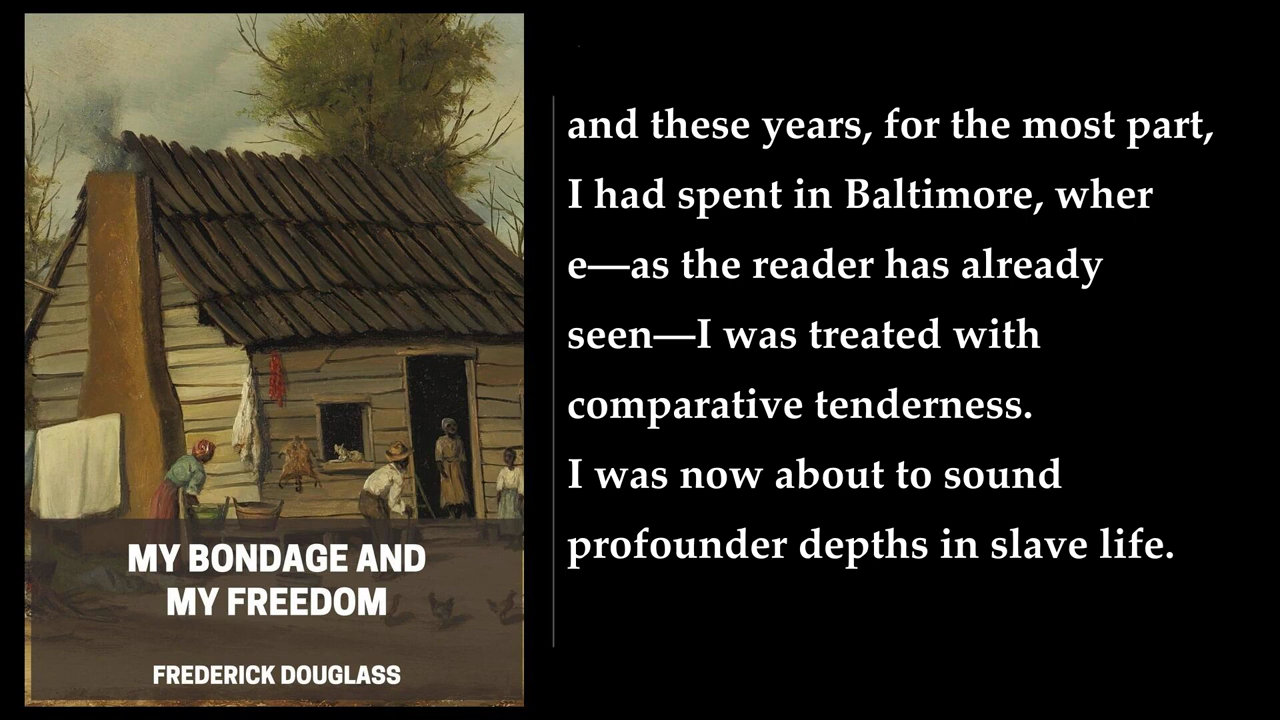 MY BONDAGE AND
MY FREEDOM
FREDERICK DOUGLASS
and these years, for the most part,
I had spent in Baltimore, wher
e—as the reader has already
seen—I was treated with
comparative tenderness.
I was now about to sound
profounder depths in slave life.